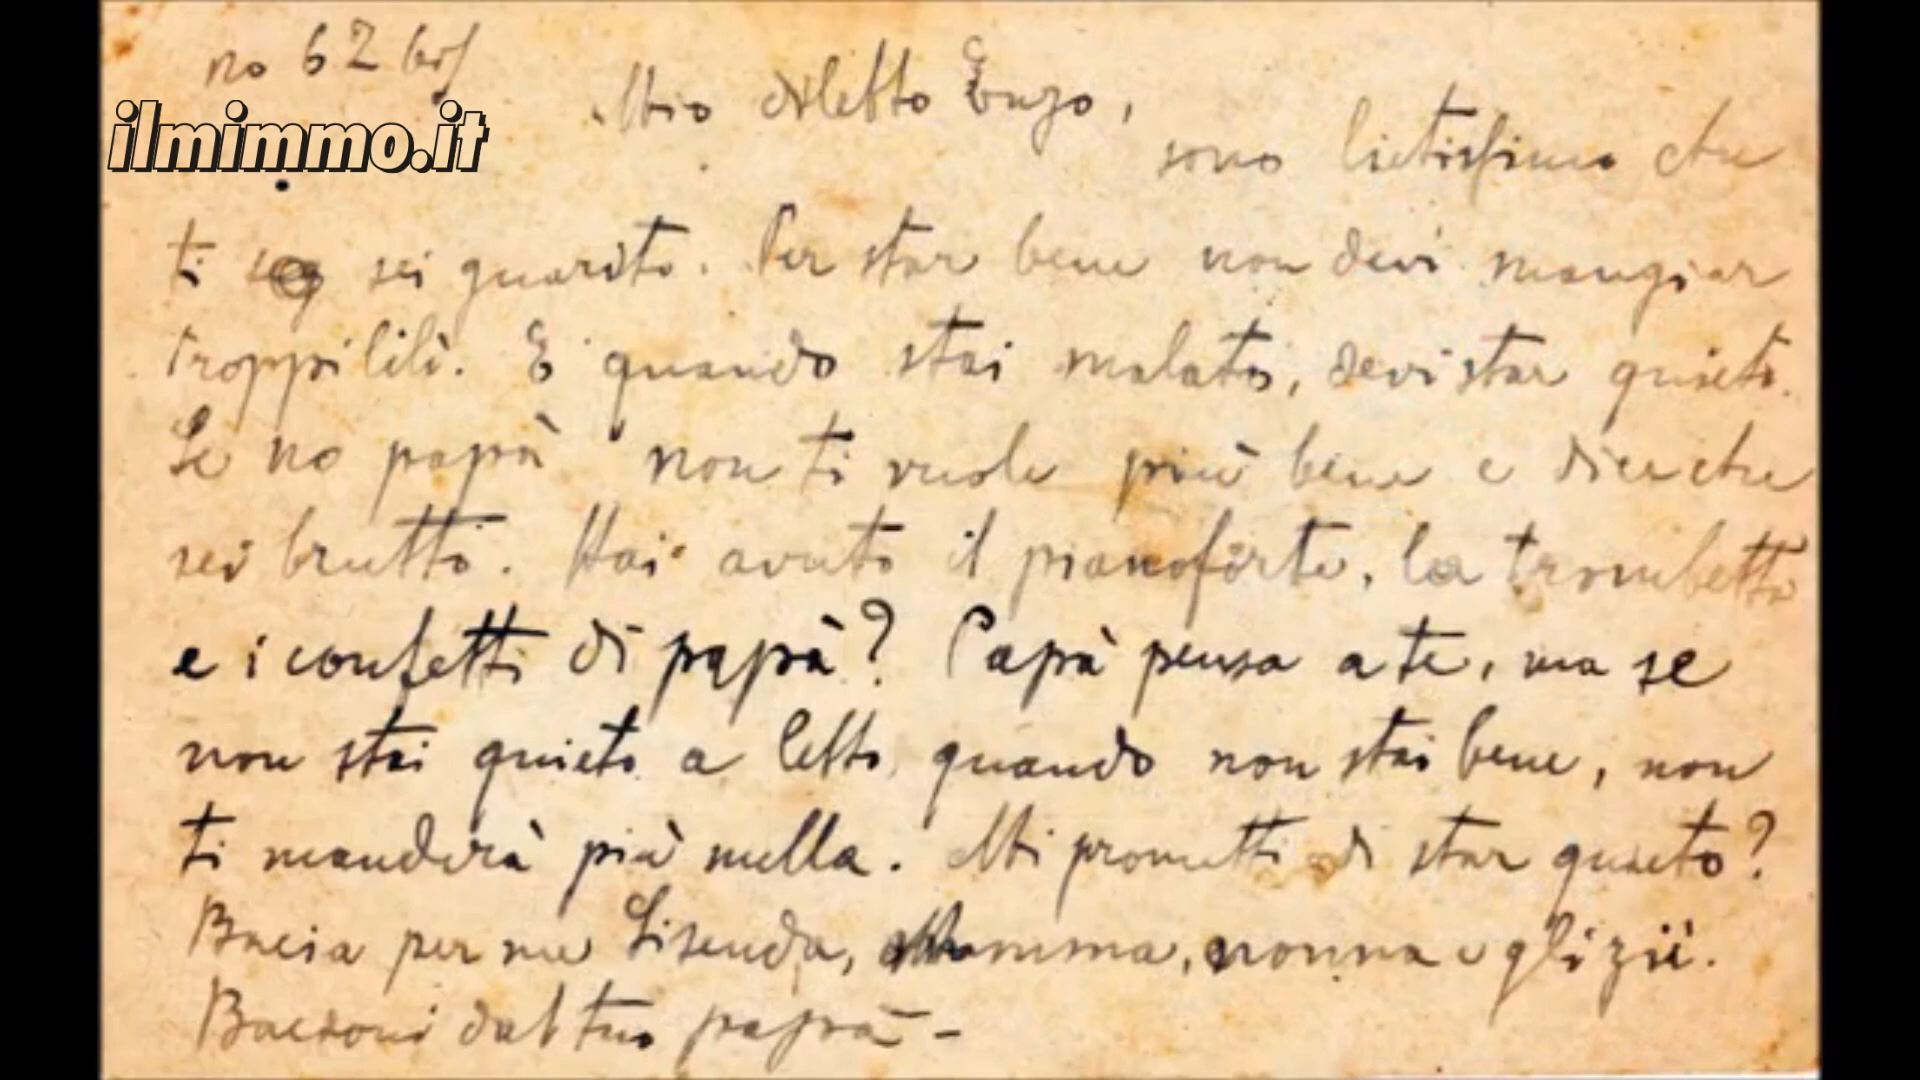 no 62 bis
ilmimmo.it
Mio diletto Enzo,
sono lietissimo che
ti sei guarito. Per star bene non devi mangiar
troppi lilì. E quando stai malato, devi star quieto.
Se no papà non ti vuole più bene e dice che
sei brutto. Hai avuto il pianoforte, la trombetta
e i confetti di papà? Papà pensa a te, ma se
non stai quieto a letto quando non stai bene, non
ti manderà più nulla. Mi prometti di star quieto?
Bacia per me Lisenda, Mamma, nonna e gli zii.
Bacioni dal tuo papà -